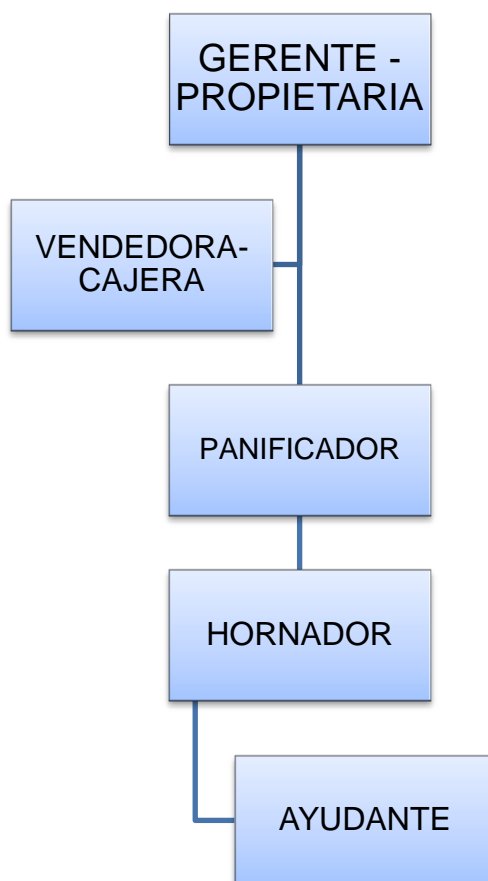 GERENTE -
PROPIETARIA
VENDEDORA-
CAJERA
PANIFICADOR
HORNADOR
AYUDANTE